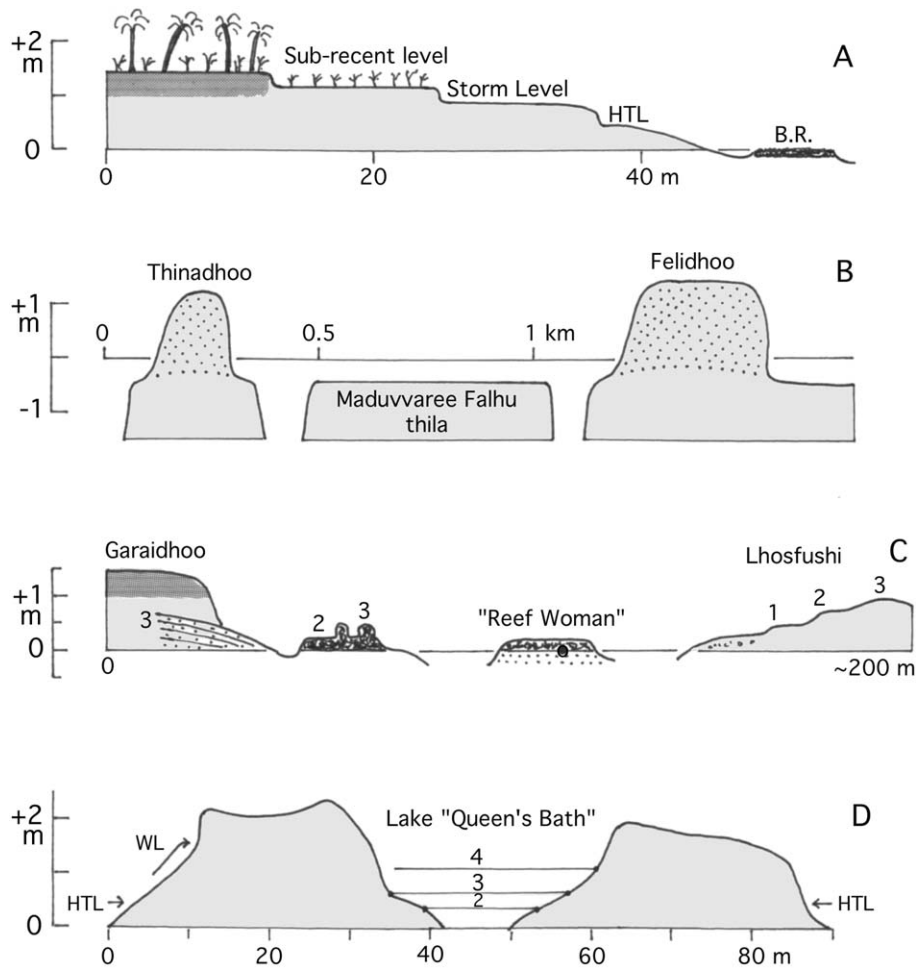 A
+2
m
0
Sub-recent level
Storm Level
HTL
B.R.
0 20 40 m
B
Thinadhoo
Felidhoo
+1
m
-1
0 0.5 1 km
Maduvvaree Falhu
thila
C
Garaidhoo
Lhosfushi
+1
m
0
3
2 3
"Reef Woman"
1 2 3
0
~200 m
D
+2
m
0
Lake "Queen's Bath"
WL
4
3
2
HTL
HTL
0 20 40 60 80 m